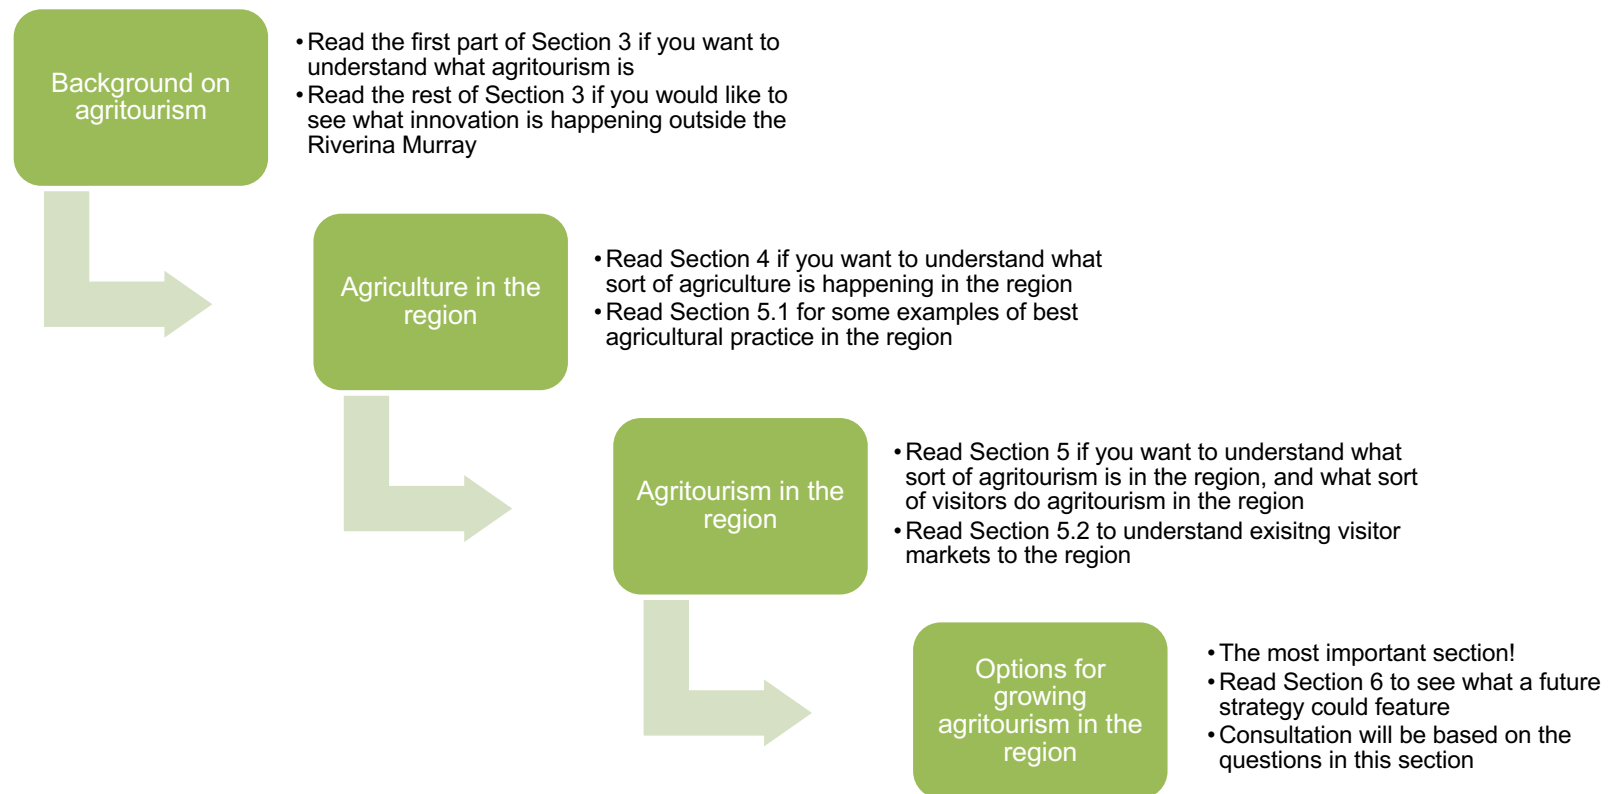 Background on
agritourism
• Read the first part of Section 3 if you want to
understand what agritourism is
• Read the rest of Section 3 if you would like to
see what innovation is happening outside the
Riverina Murray
Agriculture in the
region
• Read Section 4 if you want to understand what
sort of agriculture is happening in the region
• Read Section 5.1 for some examples of best
agricultural practice in the region
Agritourism in the
region
• Read Section 5 if you want to understand what
sort of agritourism is in the region, and what sort
of visitors do agritourism in the region
• Read Section 5.2 to understand exisitng visitor
markets to the region
Options for
growing
agritourism in the
region
• The most important section!
• Read Section 6 to see what a future
strategy could feature
• Consultation will be based on the
questions in this section